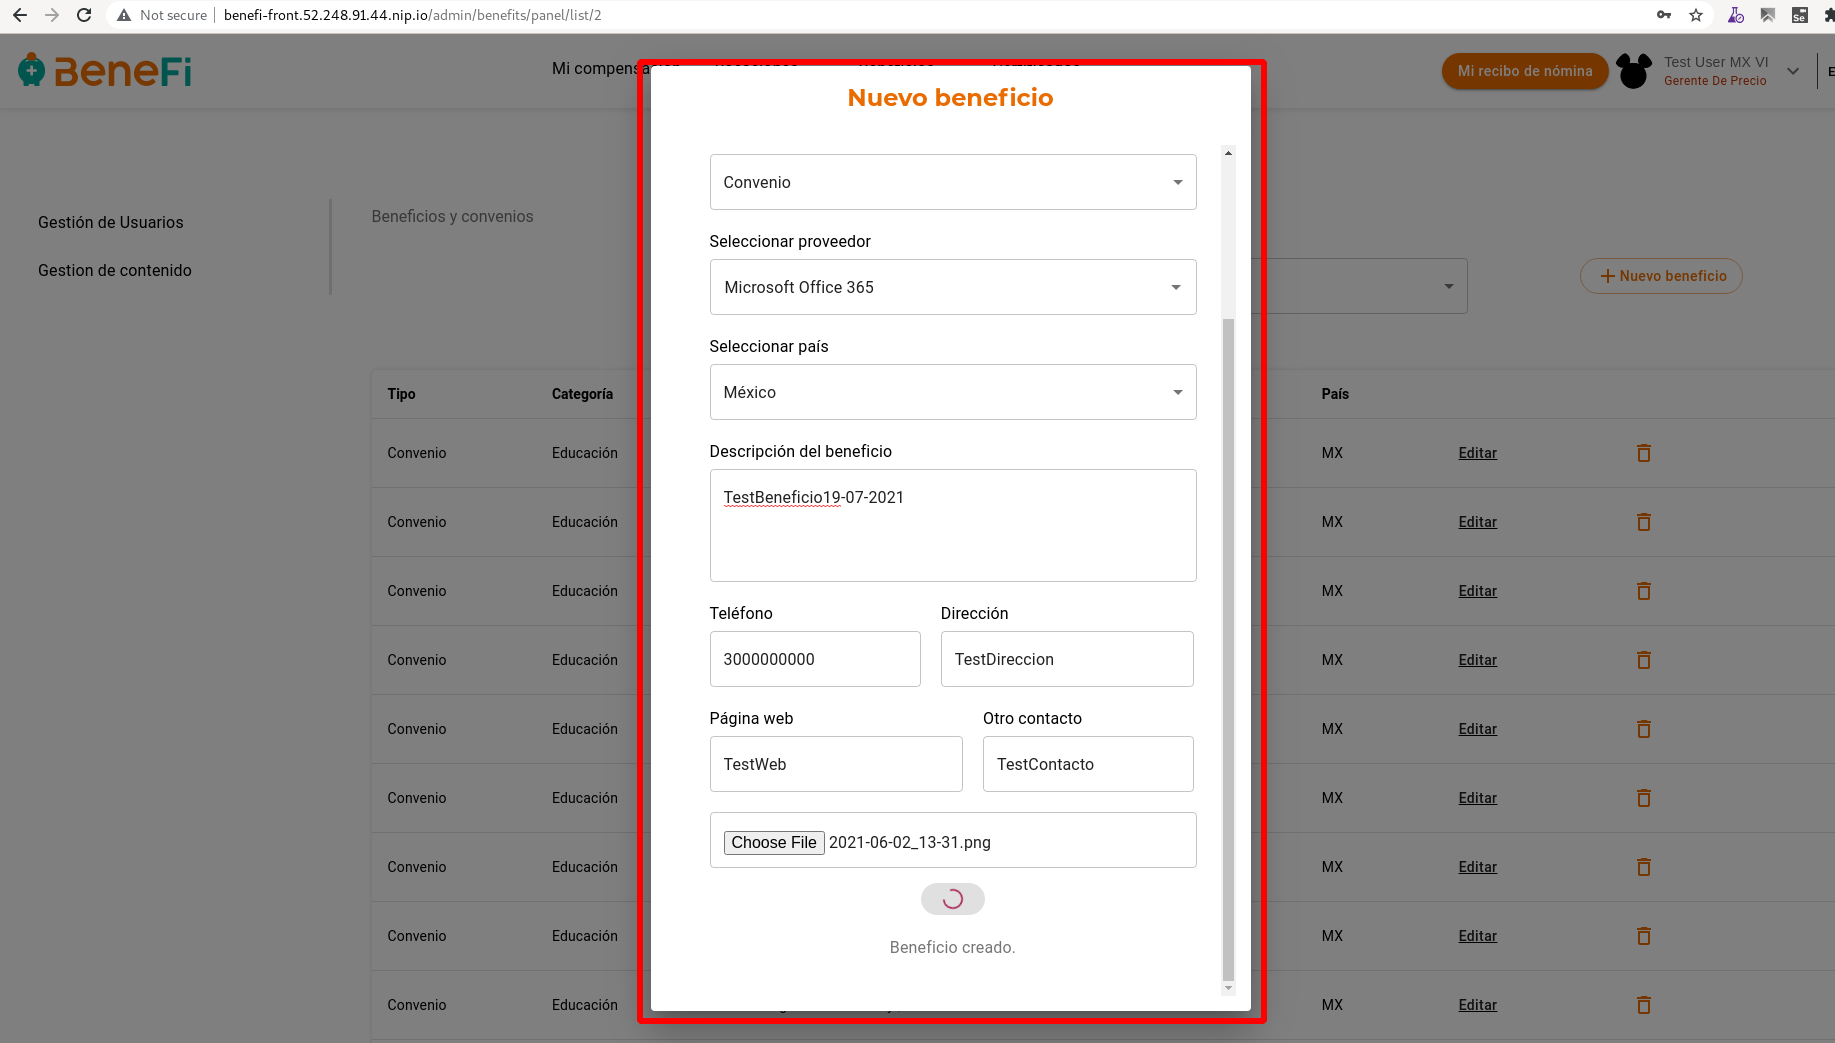 Not secure | benefi-front.52.248.91.44.nip.io/admin/benefits/panel/list/2
BeneFi
Mi recibo de nómina
Test User MX VI
Gerente De Precio
Nuevo beneficio
Gestión de Usuarios
Gestion de contenido
Beneficios y convenios
Nuevo beneficio
Convenio
Seleccionar proveedor
Microsoft Office 365
Seleccionar país
México
Descripción del beneficio
TestBeneficio19-07-2021
Teléfono
Dirección
3000000000
TestDireccion
Página web
Otro contacto
TestWeb
TestContacto
Choose File 2021-06-02_13-31.png
Beneficio creado.
Tipo Categoría País
Convenio Educación MX Editar
Convenio Educación MX Editar
Convenio Educación MX Editar
Convenio Educación MX Editar
Convenio Educación MX Editar
Convenio Educación MX Editar
Convenio Educación MX Editar
Convenio Educación MX Editar
Convenio Educación MX Editar